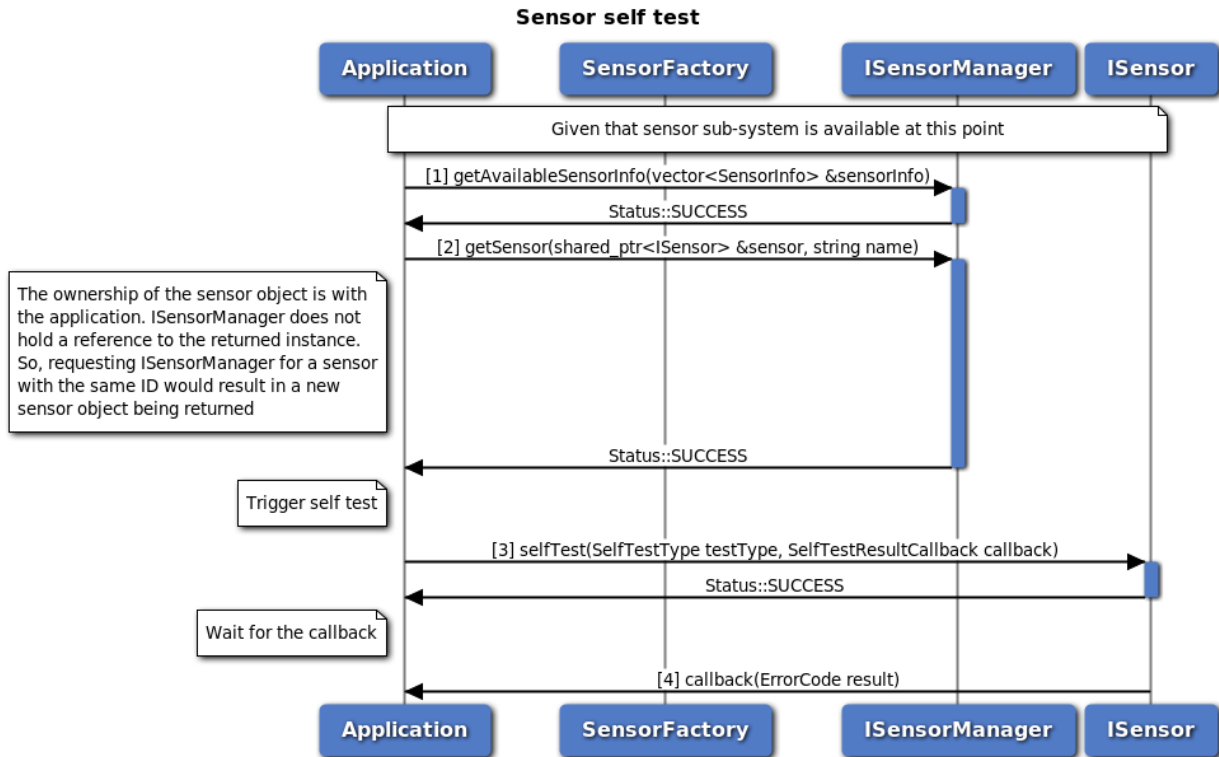 Sensor self test
Application
SensorFactory
ISensorManager
ISensor
Given that sensor sub-system is available at this point
[1] getAvailableSensorInfo(vector<SensorInfo> &sensorInfo)
Status::SUCCESS
[2] getSensor(shared_ptr<ISensor> &sensor, string name)
The ownership of the sensor object is with
the application. ISensorManager does not
hold a reference to the returned instance.
So, requesting ISensorManager for a sensor
with the same ID would result in a new
sensor object being returned
Status::SUCCESS
Trigger self test
[3] selfTest(SelfTestType testType, SelfTestResultCallback callback)
Status::SUCCESS
Wait for the callback
[4] callback(ErrorCode result)
Application
SensorFactory
ISensorManager
ISensor